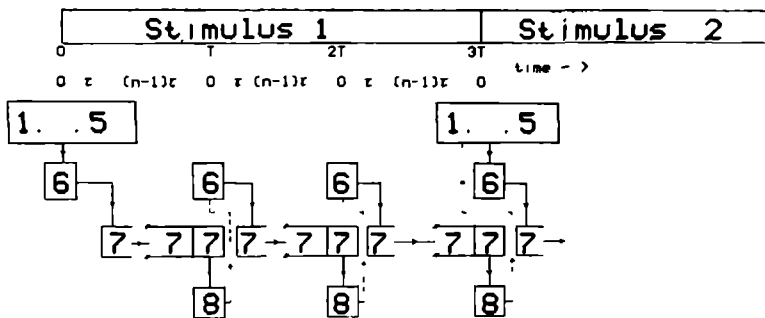 Stimulus 1 Stimulus 2
0 T 2T 3T
time ->
0 τ (n-1)τ 0 τ (n-1)τ 0 τ (n-1)τ 0
1. .5 1. .5
6 6 6 6
7 7 7 7 7 7 7 7 7 7
8 8 8